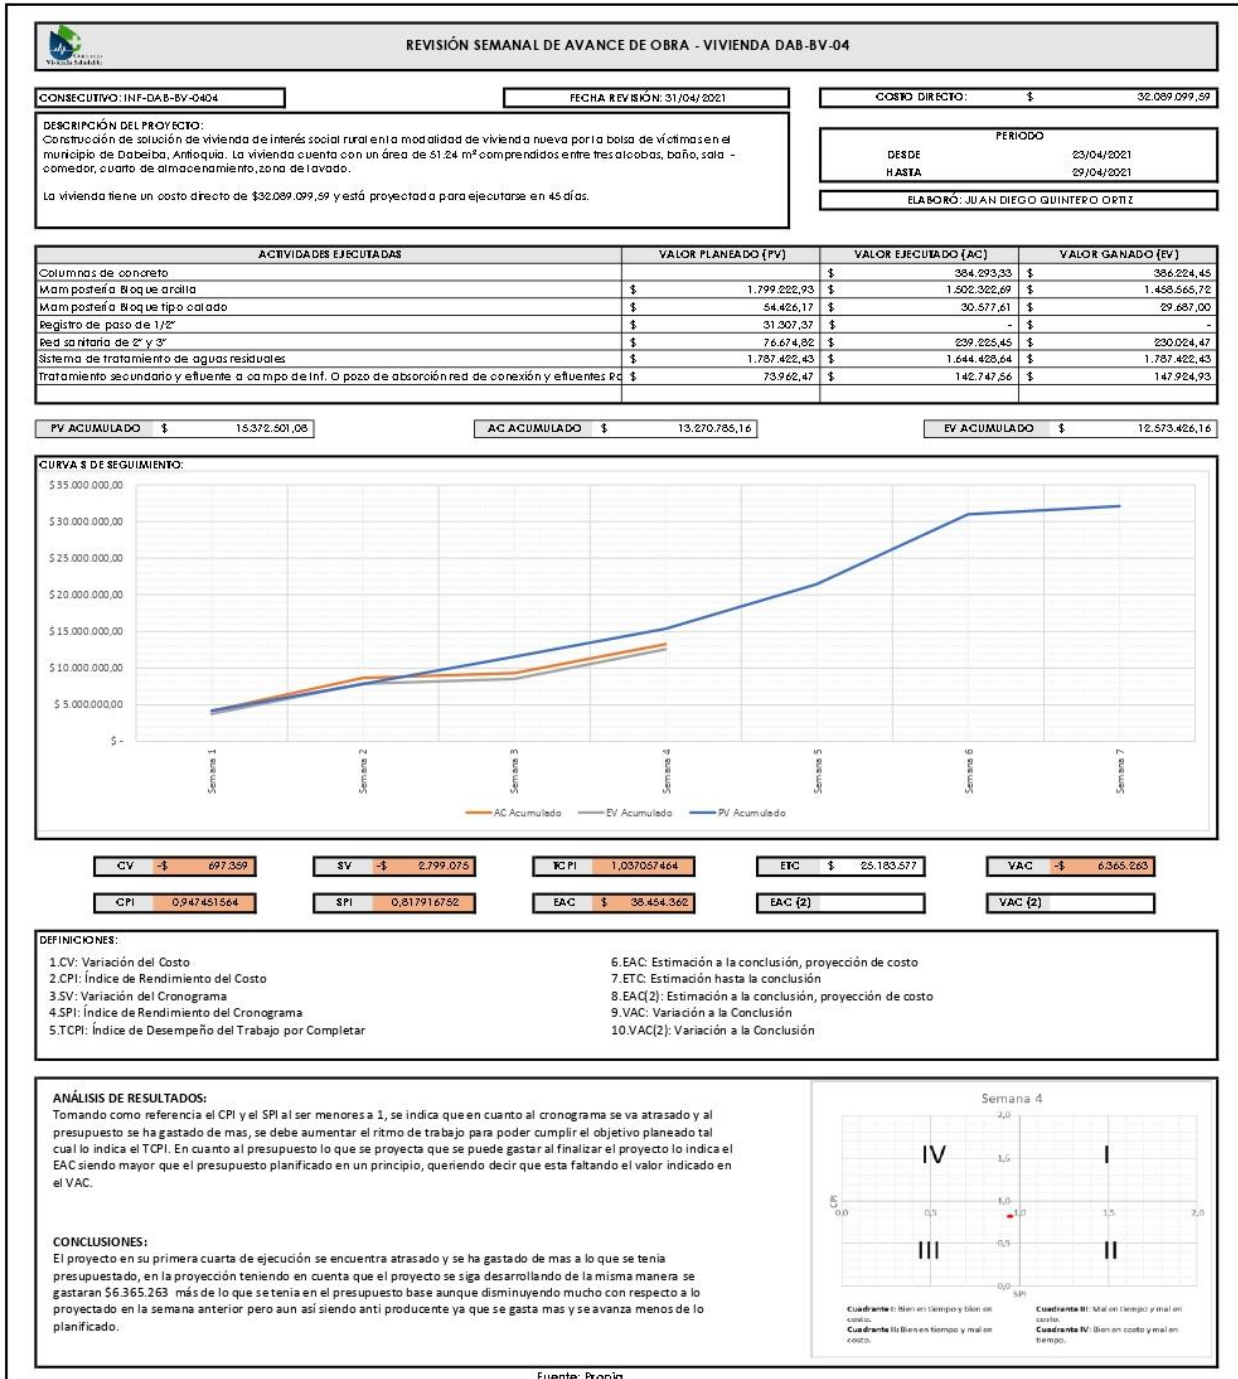 REVISIÓN SEMANAL DE AVANCE DE OBRA - VIVIENDA DAB-BV-04
CONSECUTIVO: INF-DAB-BV-0404
FECHA REVISIÓN: 31/04/2021
COSTO DIRECTO: $ 32.089.099,59
DESCRIPCIÓN DEL PROYECTO:
Construcción de solución de vivienda de interés social rural en la modalidad de vivienda nueva por la bolsa de víctimas en el
municipio de Dabeiba, Antioquia. La vivienda cuenta con un área de 51.24 m² comprendidos entre tres alcobas, baño, sala -
comedor, cuarto de almacenamiento, zona de lavado.
La vivienda tiene un costo directo de $32.089.099,59 y está proyectada para ejecutarse en 45 días.
PERIODO
DESDE 23/04/2021
HASTA 29/04/2021
ELABORÓ: JUAN DIEGO QUINTERO ORTIZ
ACTIVIDADES EJECUTADAS VALOR PLANEADO (PV) VALOR EJECUTADO (AC) VALOR GANADO (EV)
Columnas de concreto $ 384.293,33 $ 386.224,45
Mampostería Bloque arcilla $ 1.799.222,93 $ 1.502.322,69 $ 1.458.565,72
Mampostería Bloque tipo calado $ 54.426,17 $ 30.577,61 $ 29.687,00
Registro de paso de 1/2" $ 31.307,37 $ - $ -
Red sanitaria de 2" y 3" $ 76.674,82 $ 239.225,45 $ 230.024,47
Sistema de tratamiento de aguas residuales $ 1.787.422,43 $ 1.644.428,64 $ 1.787.422,43
Tratamiento secundario y efluente a campo de Inf. O pozo de absorción red de conexión y efluentes Ra $ 73.962,47 $ 142.747,56 $ 147.924,93
PV ACUMULADO $ 15.372.501,08
AC ACUMULADO $ 13.270.785,16
EV ACUMULADO $ 12.573.426,16
CURVA S DE SEGUIMIENTO:
$ 35.000.000,00
$ 30.000.000,00
$ 25.000.000,00
$ 20.000.000,00
$ 15.000.000,00
$ 10.000.000,00
$ 5.000.000,00
$ -
Semana 1
Semana 2
Semana 3
Semana 4
Semana 5
Semana 6
Semana 7
AC Acumulado EV Acumulado PV Acumulado
CV -$ 697.359
SV -$ 2.799.075
TCPI 1,037057464
ETC $ 25.183.577
VAC -$ 6.365.263
CPI 0,947451564
SPI 0,817916752
EAC $ 38.454.362
EAC (2)
VAC (2)
DEFINICIONES:
1.CV: Variación del Costo
2.CPI: Índice de Rendimiento del Costo
3.SV: Variación del Cronograma
4.SPI: Índice de Rendimiento del Cronograma
5.TCPI: Índice de Desempeño del Trabajo por Completar
6.EAC: Estimación a la conclusión, proyección de costo
7.ETC: Estimación hasta la conclusión
8.EAC(2): Estimación a la conclusión, proyección de costo
9.VAC: Variación a la Conclusión
10.VAC(2): Variación a la Conclusión
ANÁLISIS DE RESULTADOS:
Tomando como referencia el CPI y el SPI al ser menores a 1, se indica que en cuanto al cronograma se va atrasado y al
presupuesto se ha gastado de mas, se debe aumentar el ritmo de trabajo para poder cumplir el objetivo planeado tal
cual lo indica el TCPI. En cuanto al presupuesto lo que se proyecta que se puede gastar al finalizar el proyecto lo indica el
EAC siendo mayor que el presupuesto planificado en un principio, queriendo decir que esta faltando el valor indicado en
el VAC.
CONCLUSIONES:
El proyecto en su primera cuarta de ejecución se encuentra atrasado y se ha gastado de mas a lo que se tenia
presupuestado, en la proyección teniendo en cuenta que el proyecto se siga desarrollando de la misma manera se
gastaran $6.365.263 más de lo que se tenia en el presupuesto base aunque disminuyendo mucho con respecto a lo
proyectado en la semana anterior pero aun así siendo anti producente ya que se gasta mas y se avanza menos de lo
planificado.
Semana 4
2,0
IV 1,5 I
CPI
1,0
0,0 0,5 1,0 1,5 2,0
III 0,5 II
0,0
SPI
Cuadrante I: Bien en tiempo y bien en
costo.
Cuadrante II: Bien en tiempo y mal en
costo.
Cuadrante III: Mal en tiempo y mal en
costo.
Cuadrante IV: Bien en costo y mal en
tiempo.
Fuente: Propia